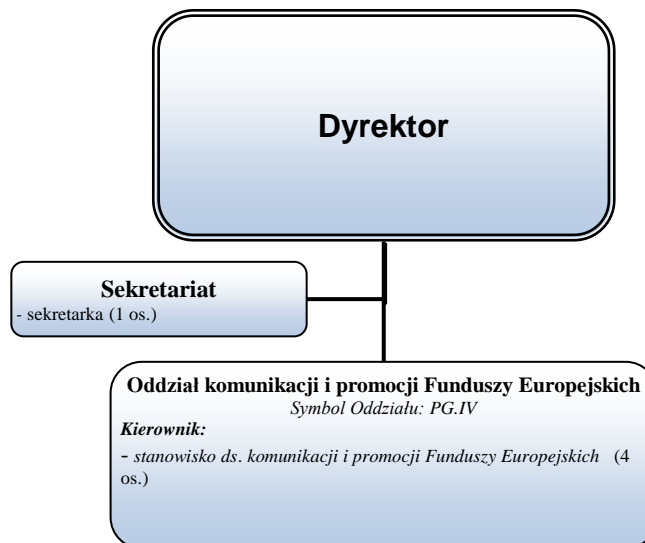 Dyrektor
Sekretariat
- sekretarka (1 os.)
Oddział komunikacji i promocji Funduszy Europejskich
Symbol Oddziału: PG.IV
Kierownik:
- stanowisko ds. komunikacji i promocji Funduszy Europejskich (4
os.)